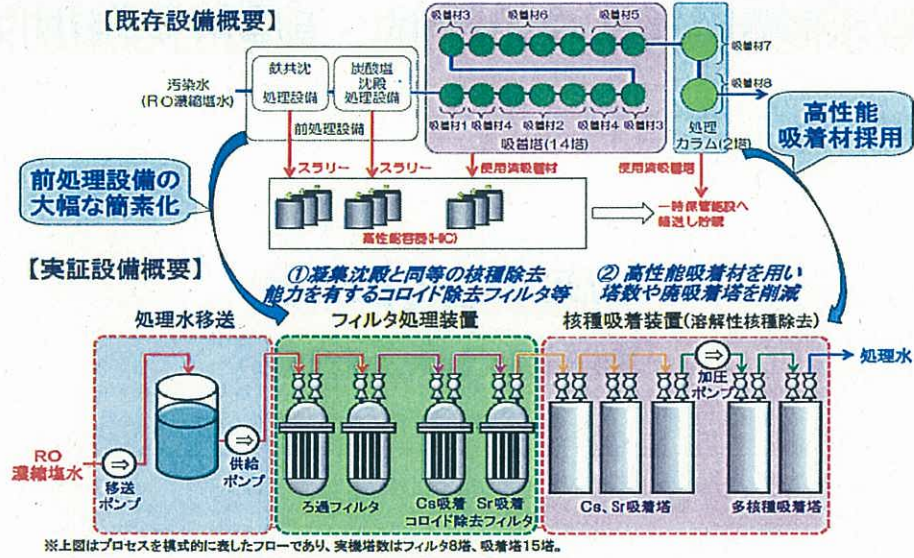 【既存設備概要】
吸着材3
吸着材6
吸着材5
吸着材7
汚染水
(RO濃縮塩水)
鉄共沈
処理設備
炭酸塩
沈殿
処理設備
前処理設備
吸着材8
吸着材1
吸着材4
吸着材2
吸着材4
吸着材3
吸着塔(14塔)
処理
カラム(2塔)
高性能
吸着材採用
スラリー
スラリー
使用済吸着材
使用済吸着塔
前処理設備の
大幅な簡素化
高性能容器(HIC)
一時保管施設へ
輸送し貯蔵
【実証設備概要】
①凝集沈殿と同等の核種除去
能力を有するコロイド除去フィルタ等
② 高性能吸着材を用い
塔数や廃吸着塔を削減
処理水移送
フィルタ処理装置
核種吸着装置(溶解性核種除去)
加圧
ポンプ
処理水
RO
濃縮塩水
移送
ポンプ
供給
ポンプ
ろ過フィルタ
Cs吸着
Sr吸着
コロイド除去フィルタ
Cs、Sr吸着塔
多核種吸着塔
※上図はプロセスを模式的に表したフローであり、実機塔数はフィルタ8塔、吸着塔15塔。